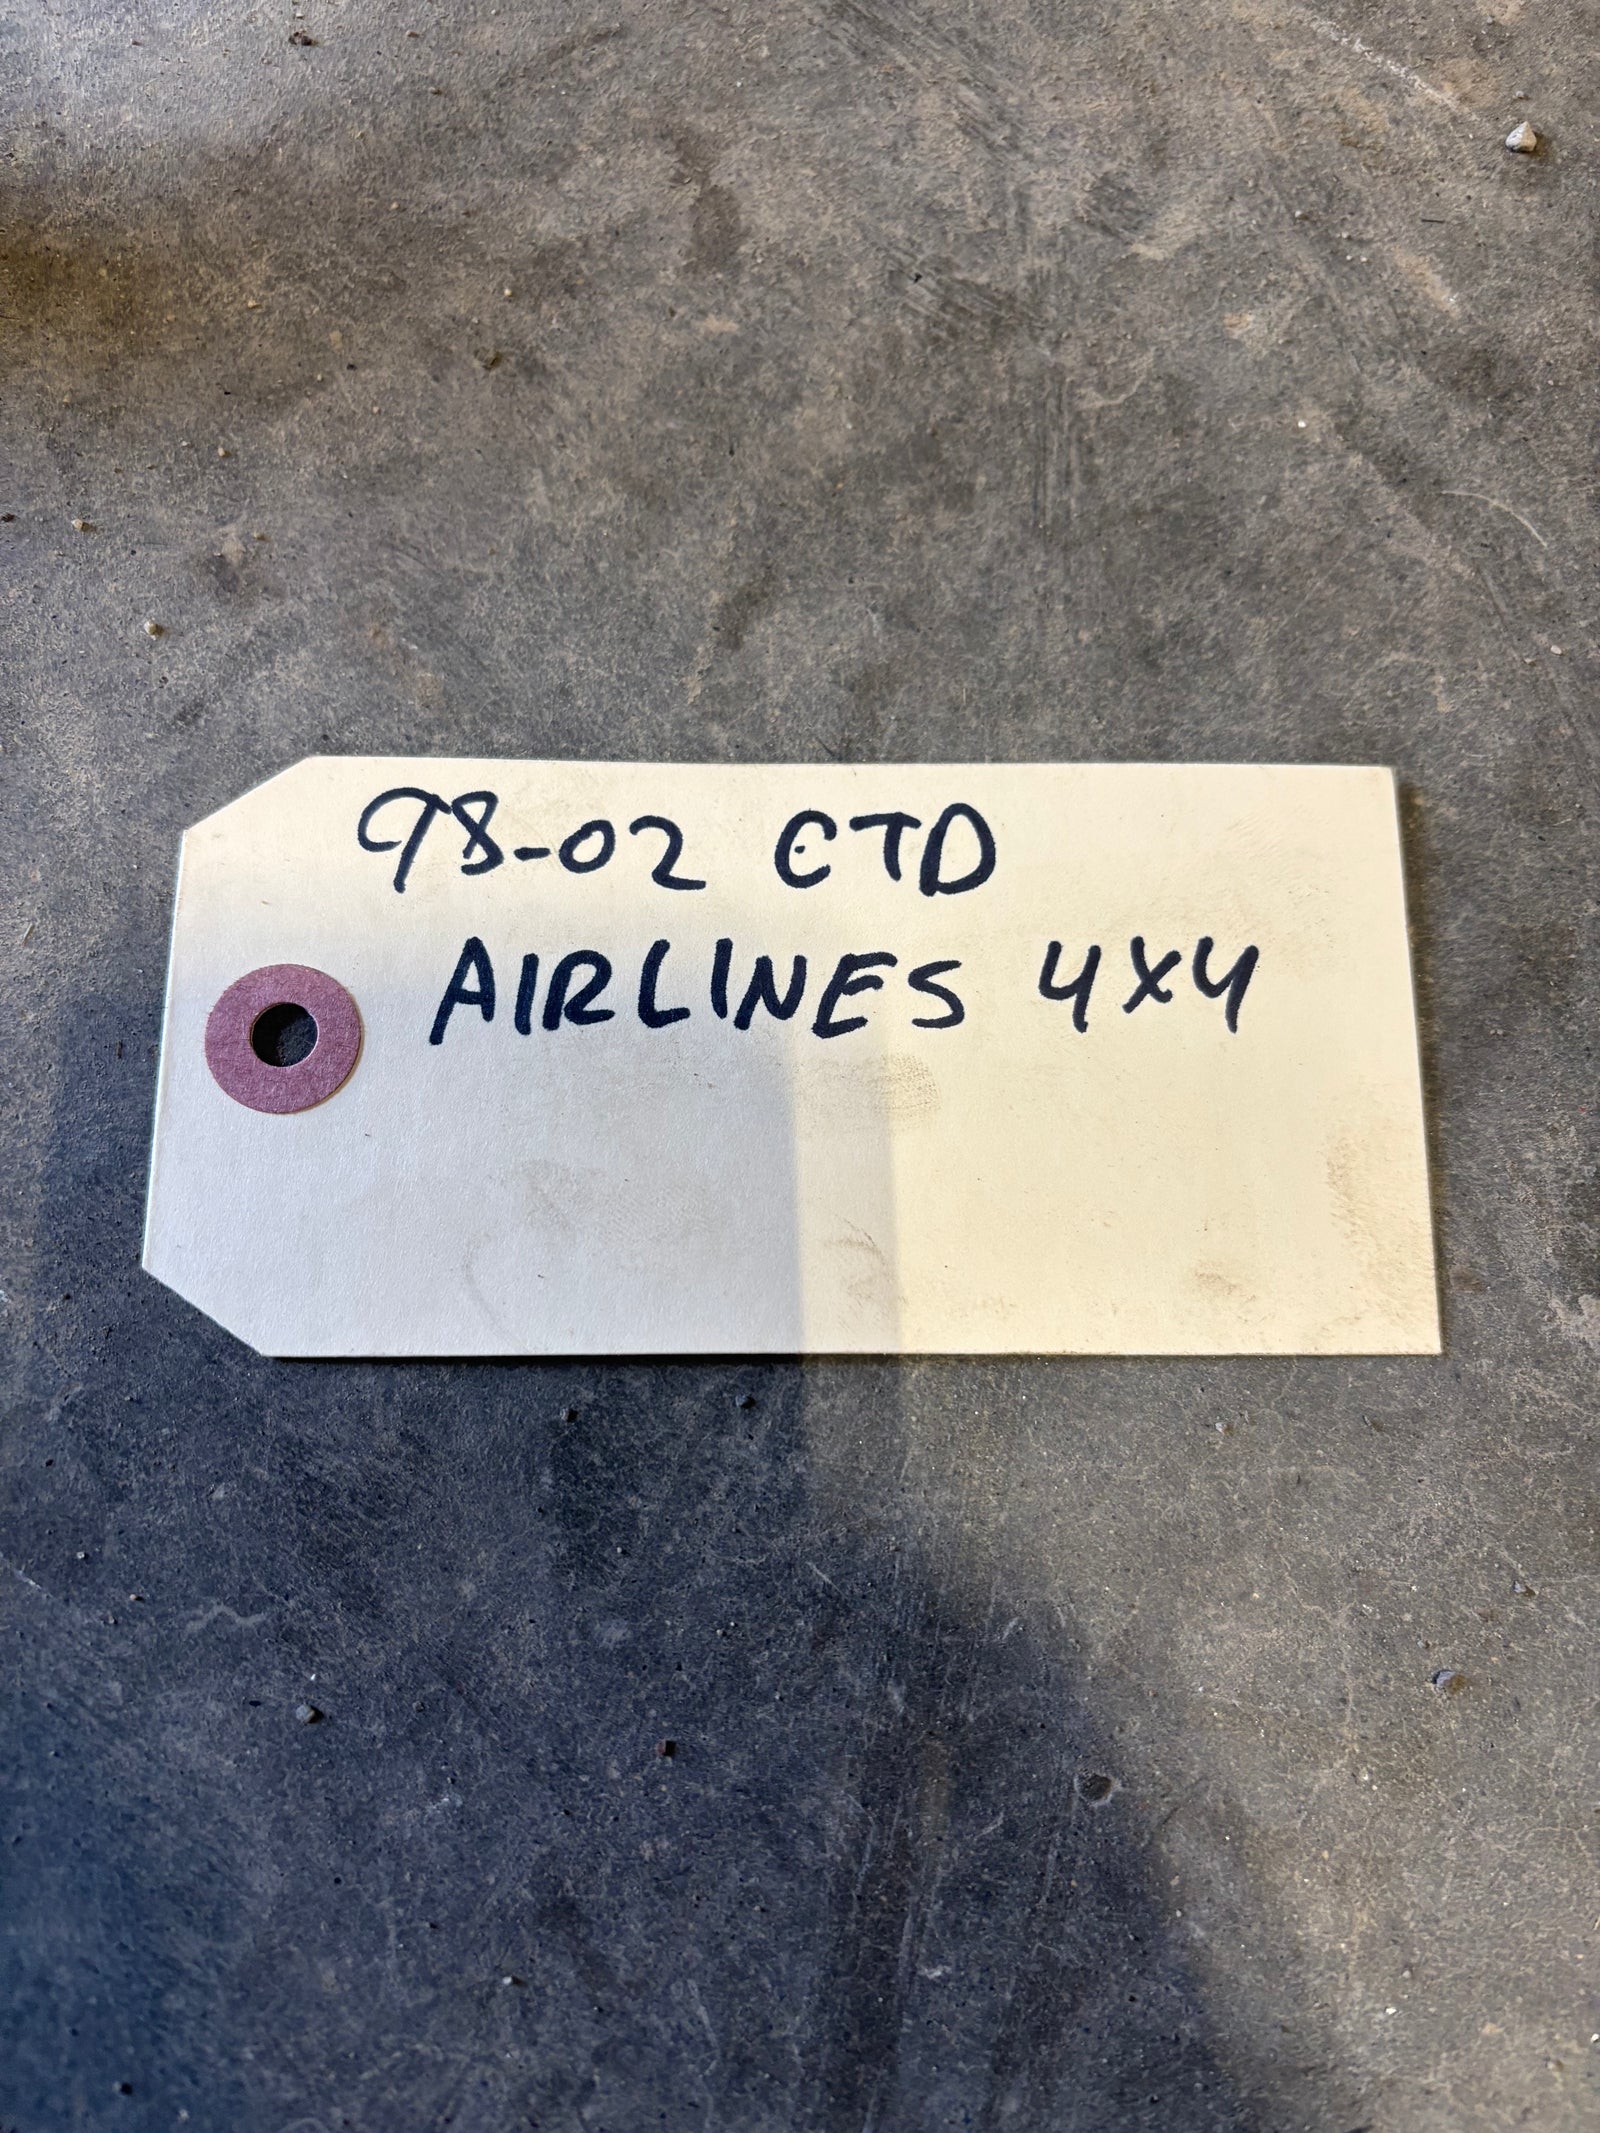 98-02 CTD
AIRLINES 4X4